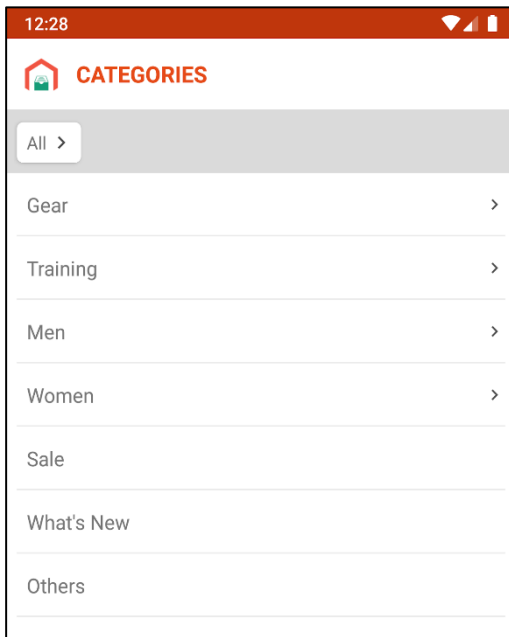 12:28
CATEGORIES
All
Gear
Training
Men
Women
Sale
What's New
Others